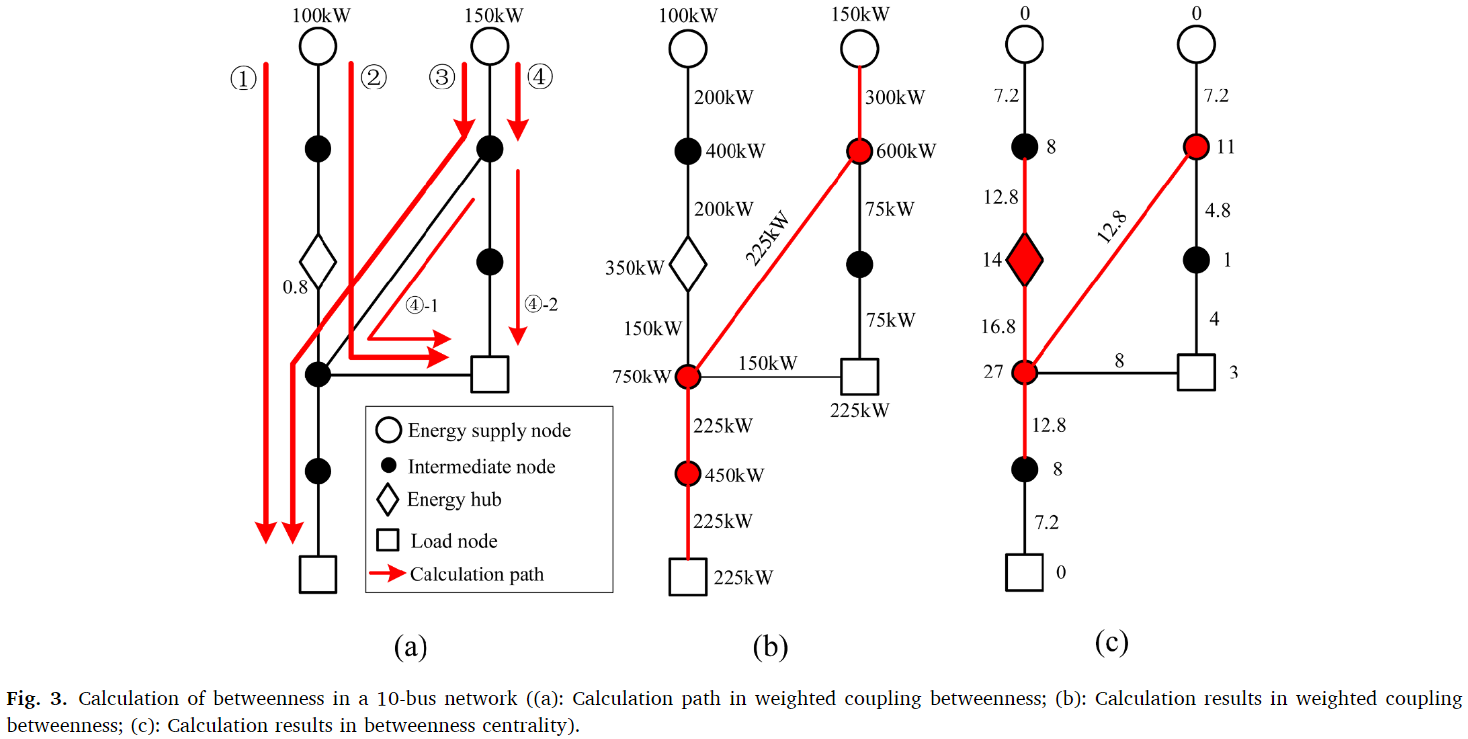 100kW
150kW
①
②
③
④
0.8
④-1
④-2
Energy supply node
Intermediate node
Energy hub
Load node
Calculation path
(a)
100kW
150kW
200kW
300kW
400kW
600kW
200kW
225kW
75kW
350kW
150kW
75kW
750kW
150kW
225kW
225kW
450kW
225kW
225kW
(b)
0
0
7.2
7.2
8
11
12.8
12.8
4.8
14
1
16.8
4
27
8
3
12.8
8
7.2
0
(c)
Fig. 3. Calculation of betweenness in a 10-bus network ((a): Calculation path in weighted coupling betweenness; (b): Calculation results in weighted coupling
betweenness; (c): Calculation results in betweenness centrality).